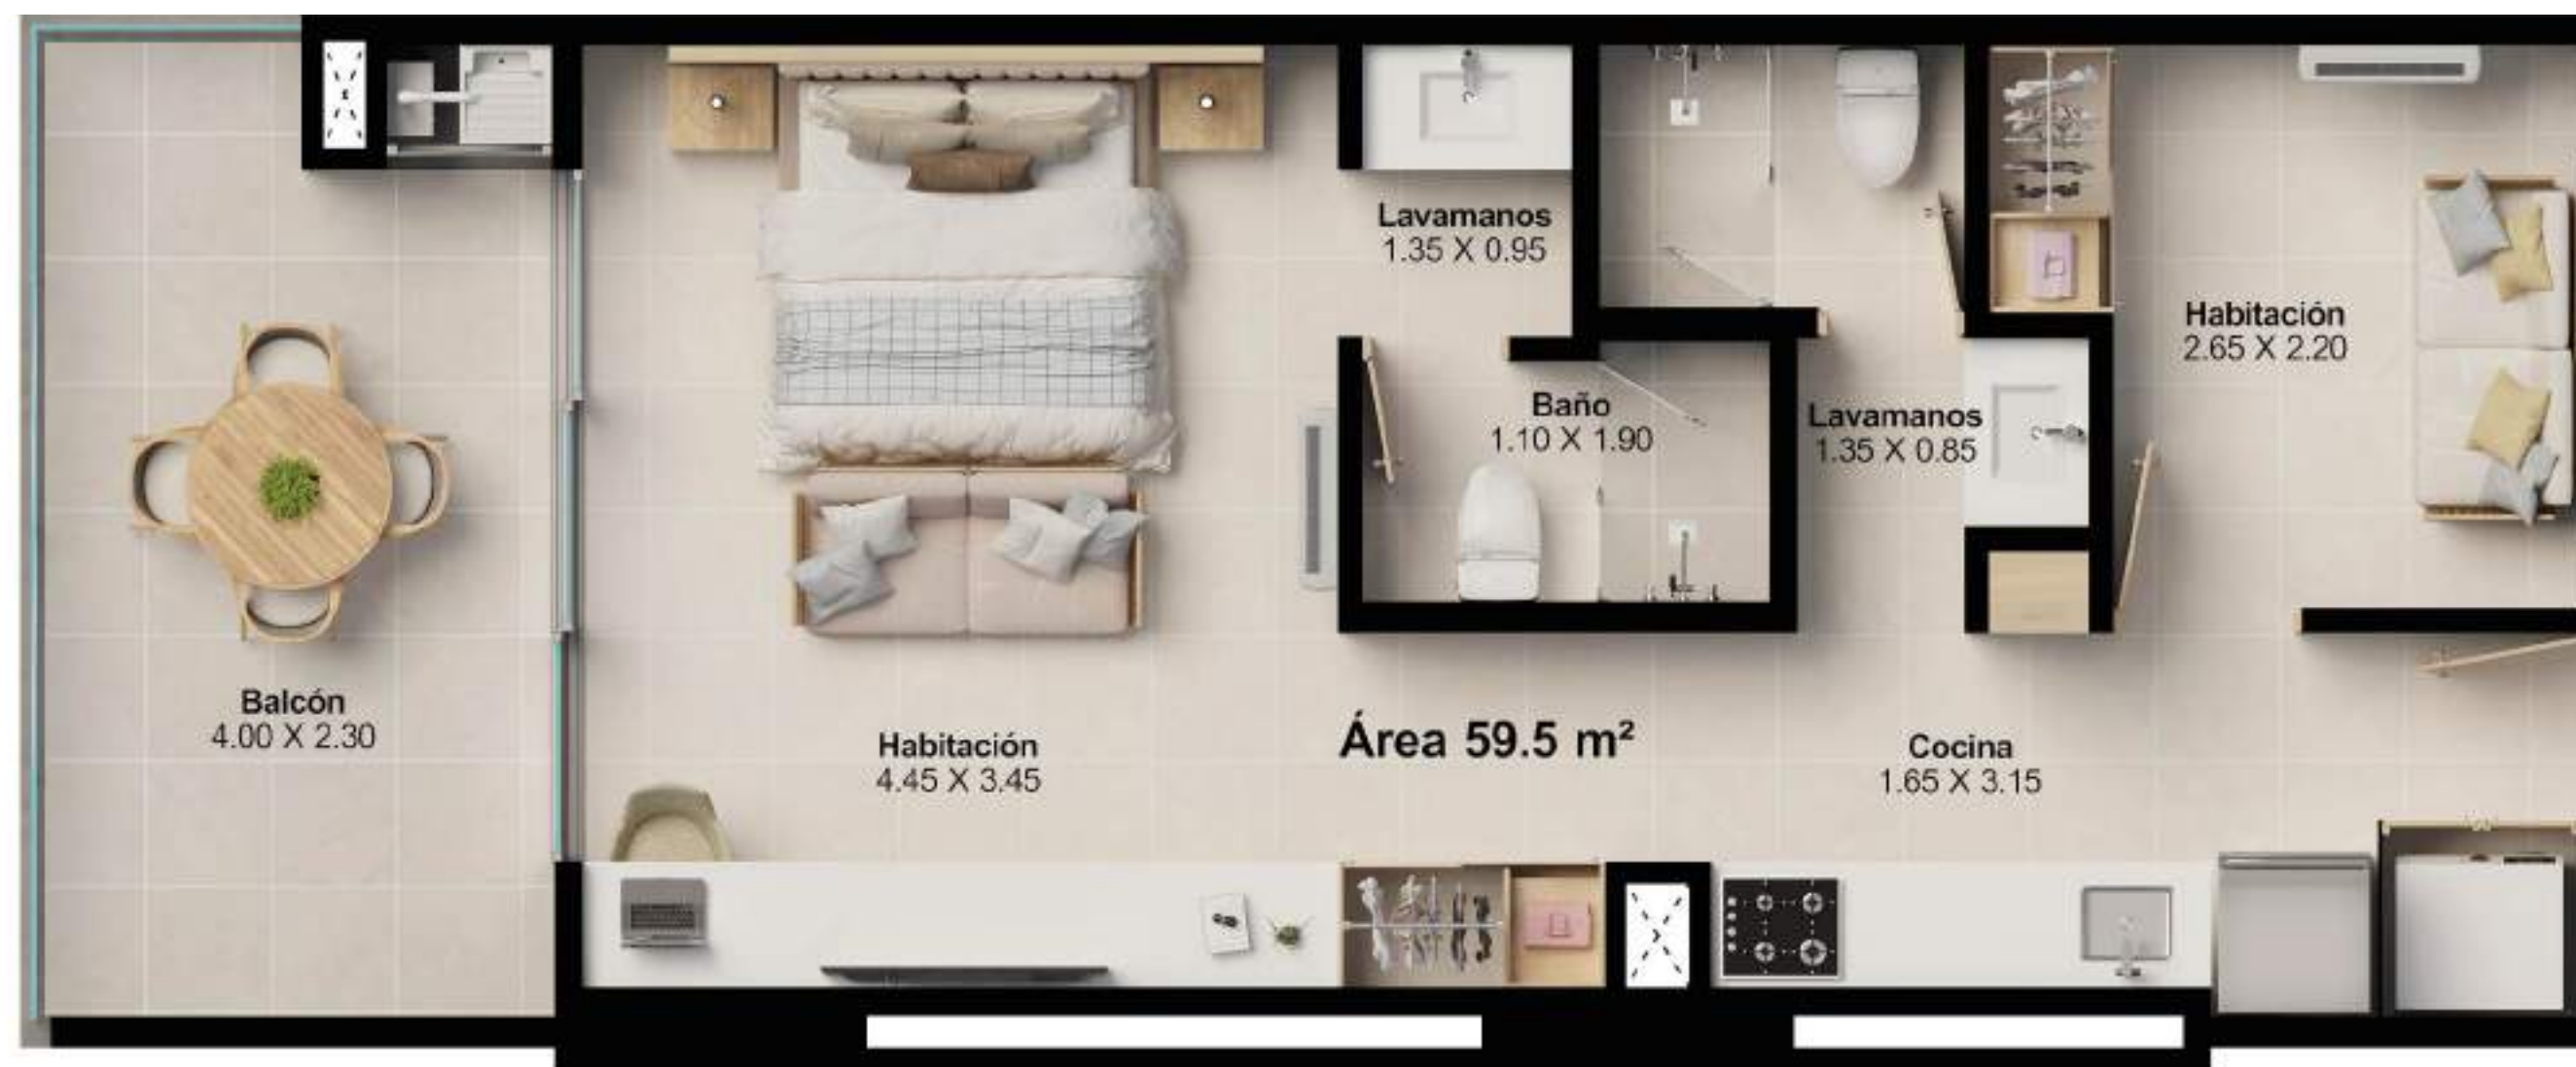 Lavamanos
1.35 X 0.95
Habitación
2.65 X 2.20
Baño
1.10 X 1.90
Lavamanos
1.35 X 0.85
Balcón
4.00 X 2.30
Habitación
4.45 X 3.45
Área 59.5 m²
Cocina
1.65 X 3.15